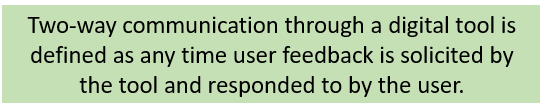 Two-way communication through a digital tool is
defined as any time user feedback is solicited by
the tool and responded to by the user.